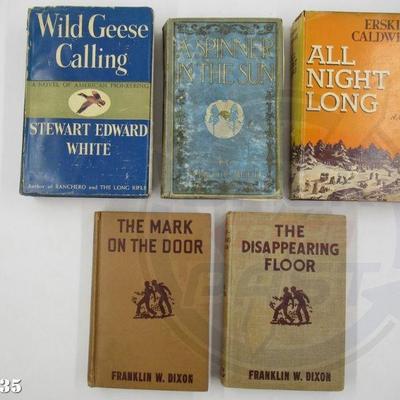 Wild Geese
Calling
A NOVEL OF AMERICAN PIONEERING
STEWART EDWARD
WHITE
Author of RANCHERO and THE LONG RIFLE
A SPINNER
IN THE SUN
ERSKI
CALDWE
ALL
NIGHT
LONG
THE MARK
ON THE DOOR
FRANKLIN W. DIXON
THE
DISAPPEARING
FLOOR
FRANKLIN W. DIXON
35